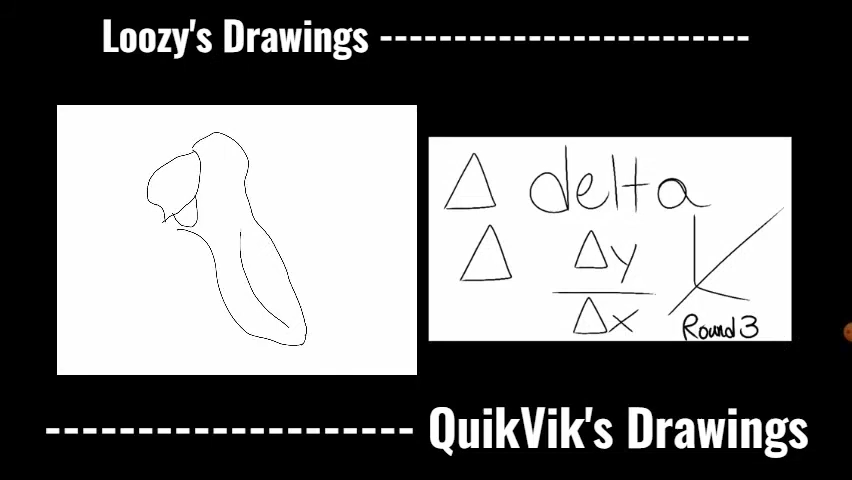 Loozy's Drawings -------------------------
Δ delta
Δ Δy
Δx
Round 3
-------------------- QuikVik's Drawings